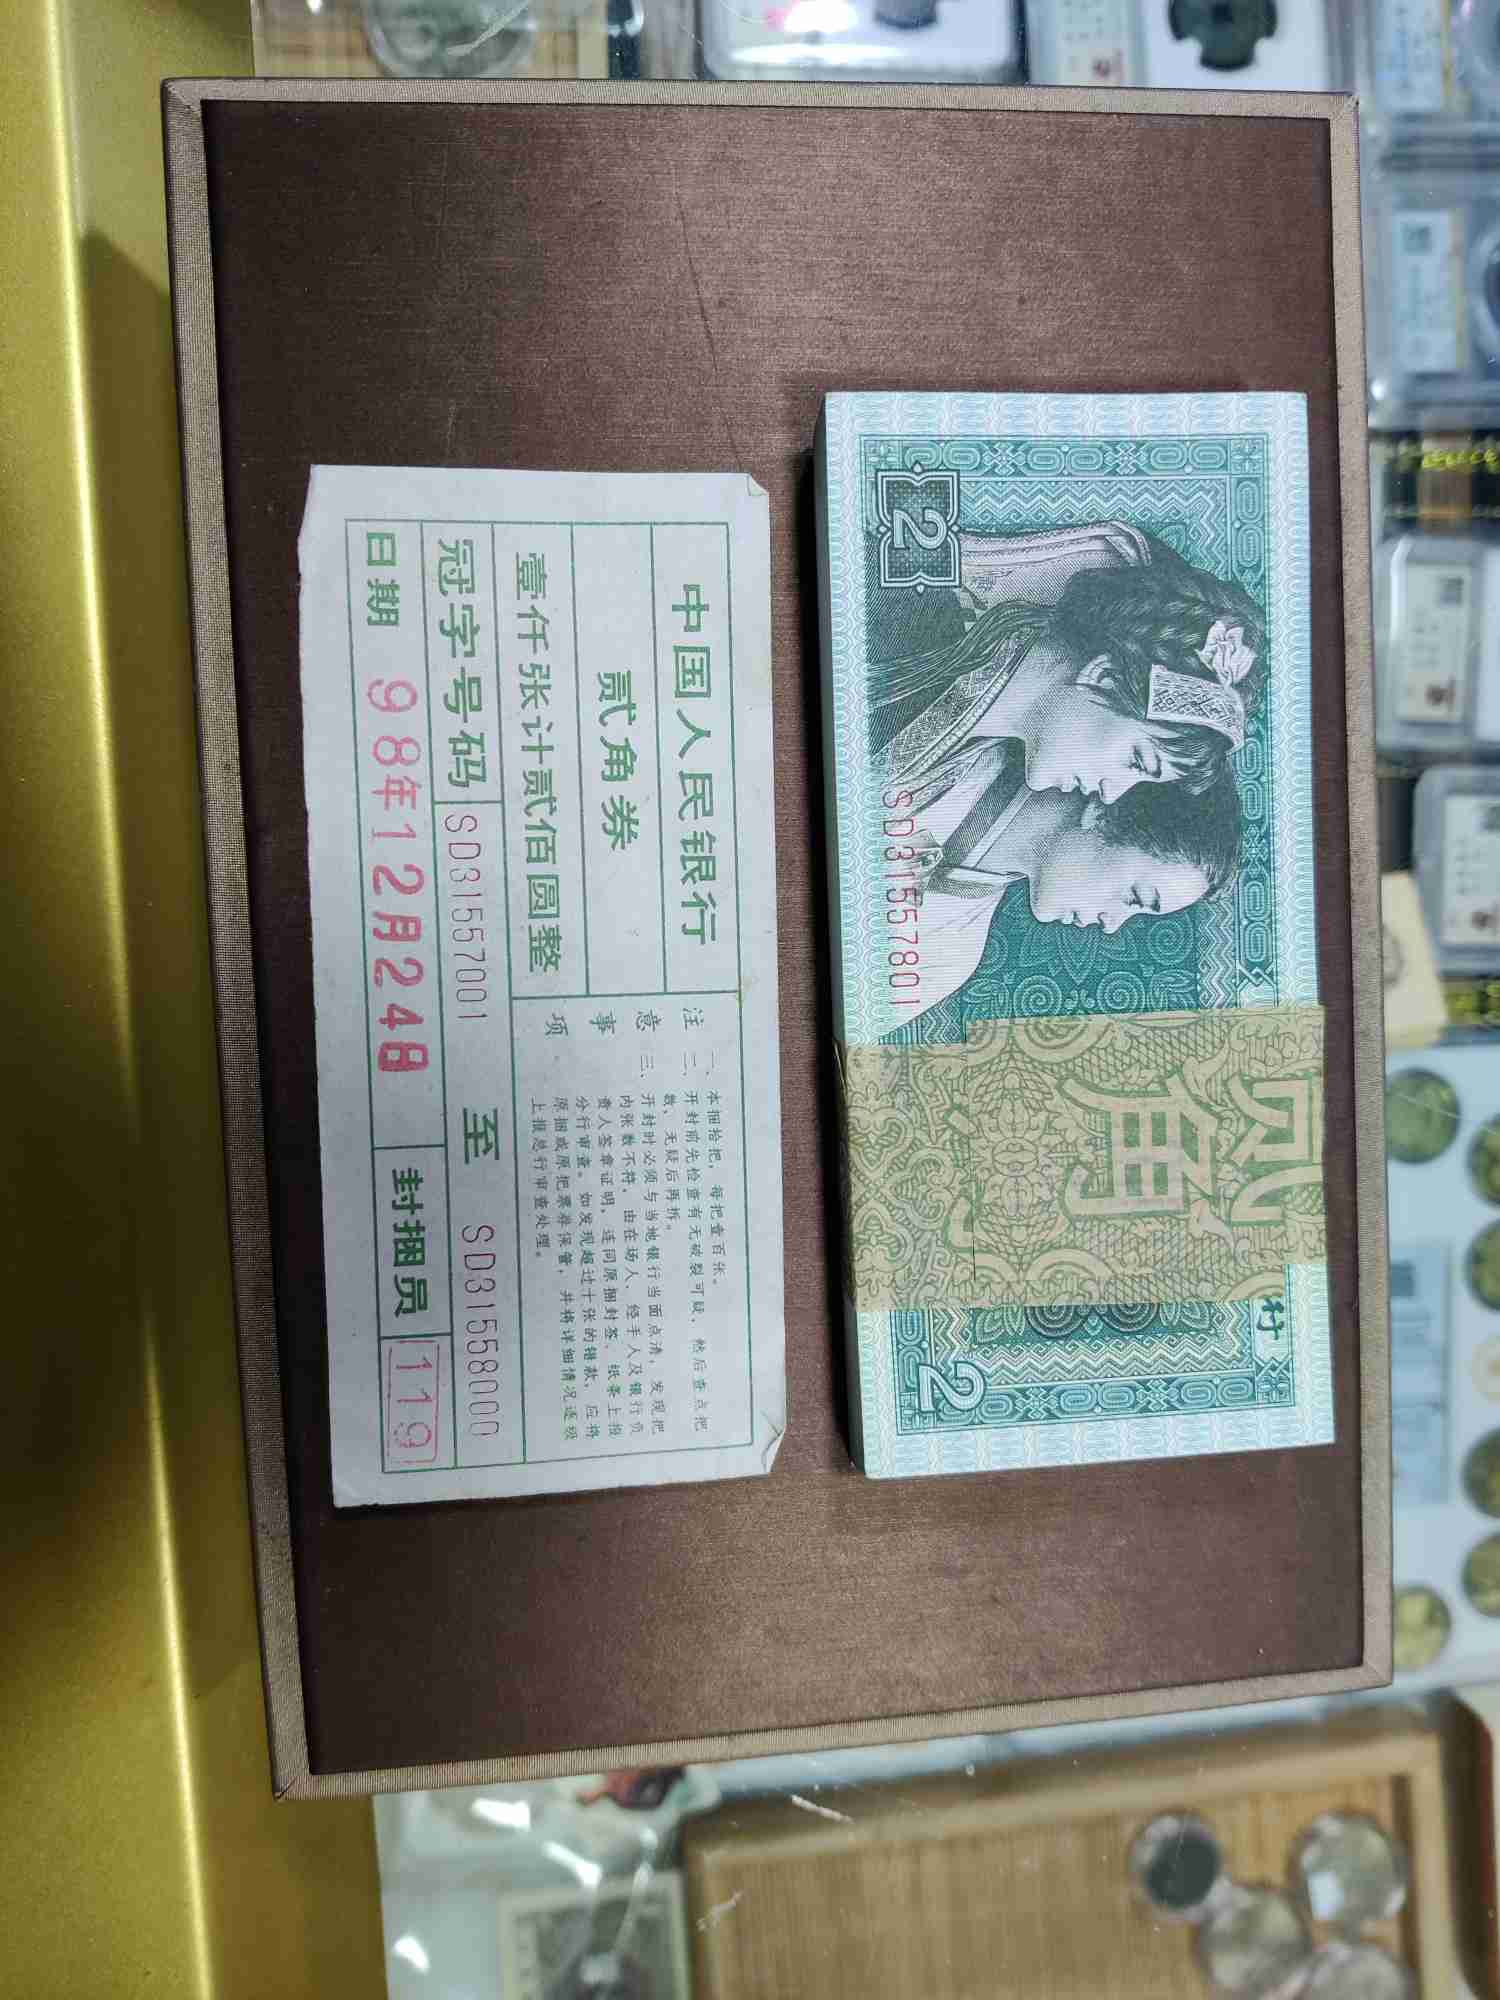 中国人民银行
贰角券
壹仟张计贰佰圆整
冠字号码 SD31557001 至 SD31558000
日期 98年12月24日 封捆员 119
注意事项
一、本捆拾把，每把壹百张。
二、开封前先检查有无破裂可疑，然后查点把
数，无疑后再拆。
三、开封时必须与当地银行当面点清，发现把
内张数不符，由在场人、经手人及银行负
责人签章证明，连同原捆封签、纸条上报
分行审查。如发现超过十张的错款，应将
原捆或原把票券保管，并将详细情况逐级
上报总行审查处理。
2
SD31557801
贰
角
2